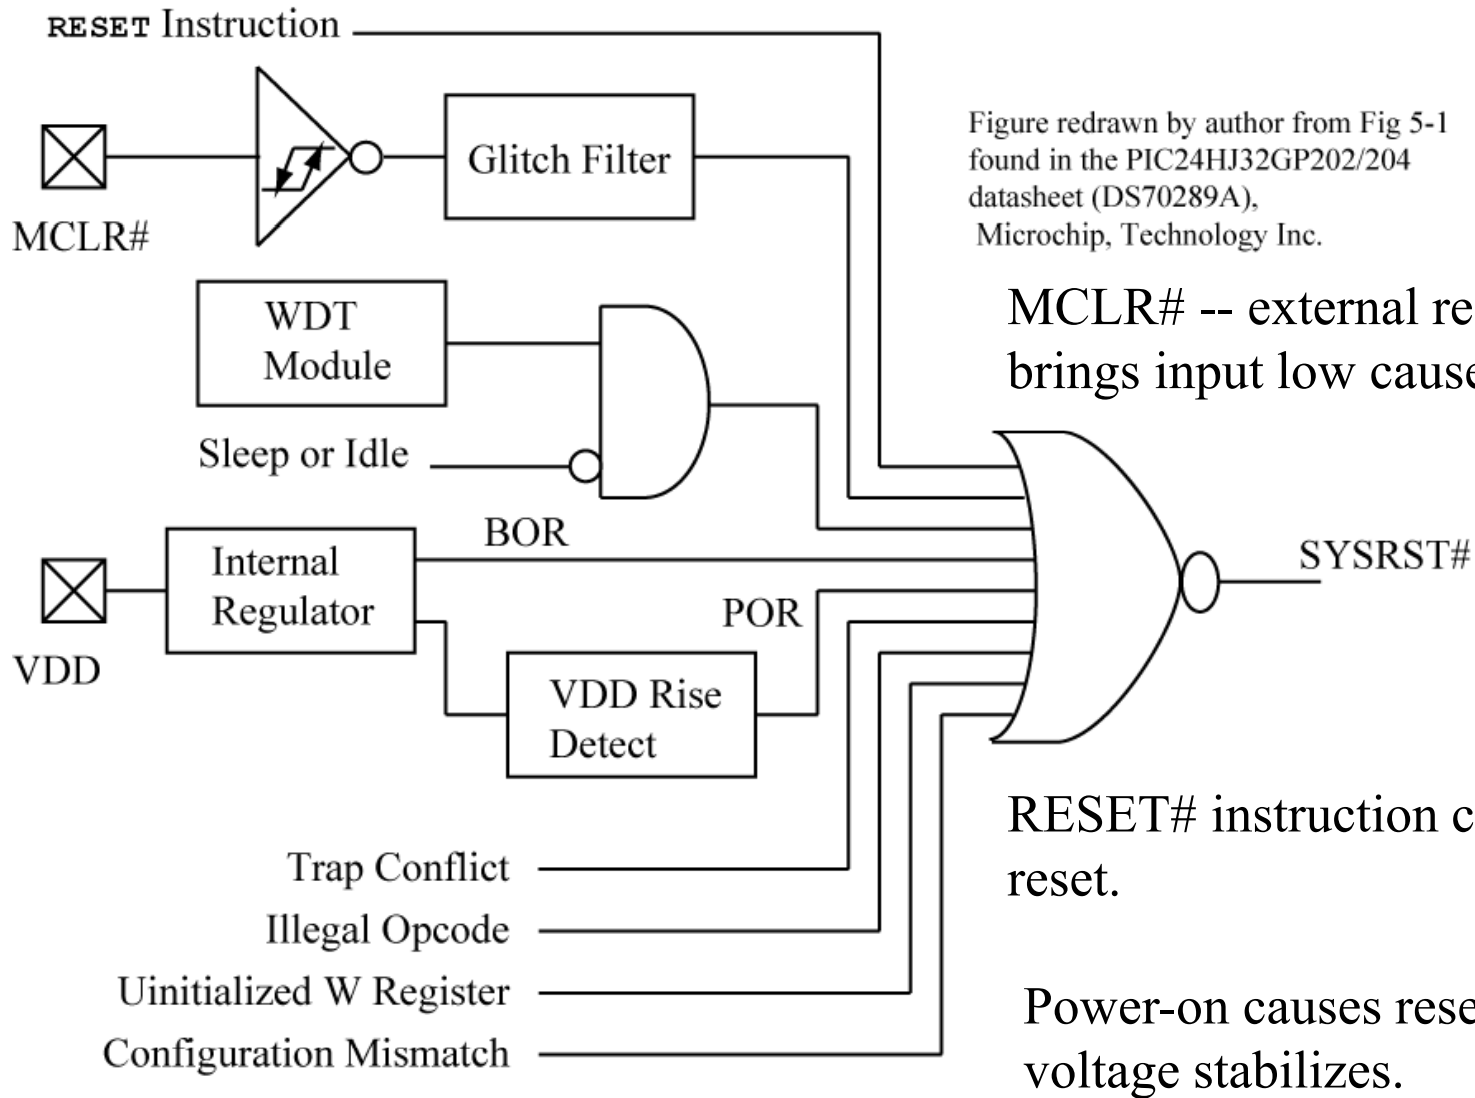 RESET Instruction
Figure redrawn by author from Fig 5-1
found in the PIC24HJ32GP202/204
datasheet (DS70289A),
Microchip, Technology Inc.
Glitch Filter
MCLR#
WDT
Module
MCLR# -- external
brings input low
Sleep or Idle
BOR
Internal
Regulator
SYSRST#
POR
VDD
VDD Rise
Detect
RESET# instruction
reset.
Trap Conflict
Illegal Opcode
Uinitialized W Register
Configuration Mismatch
Power-on causes
voltage stabilizes.